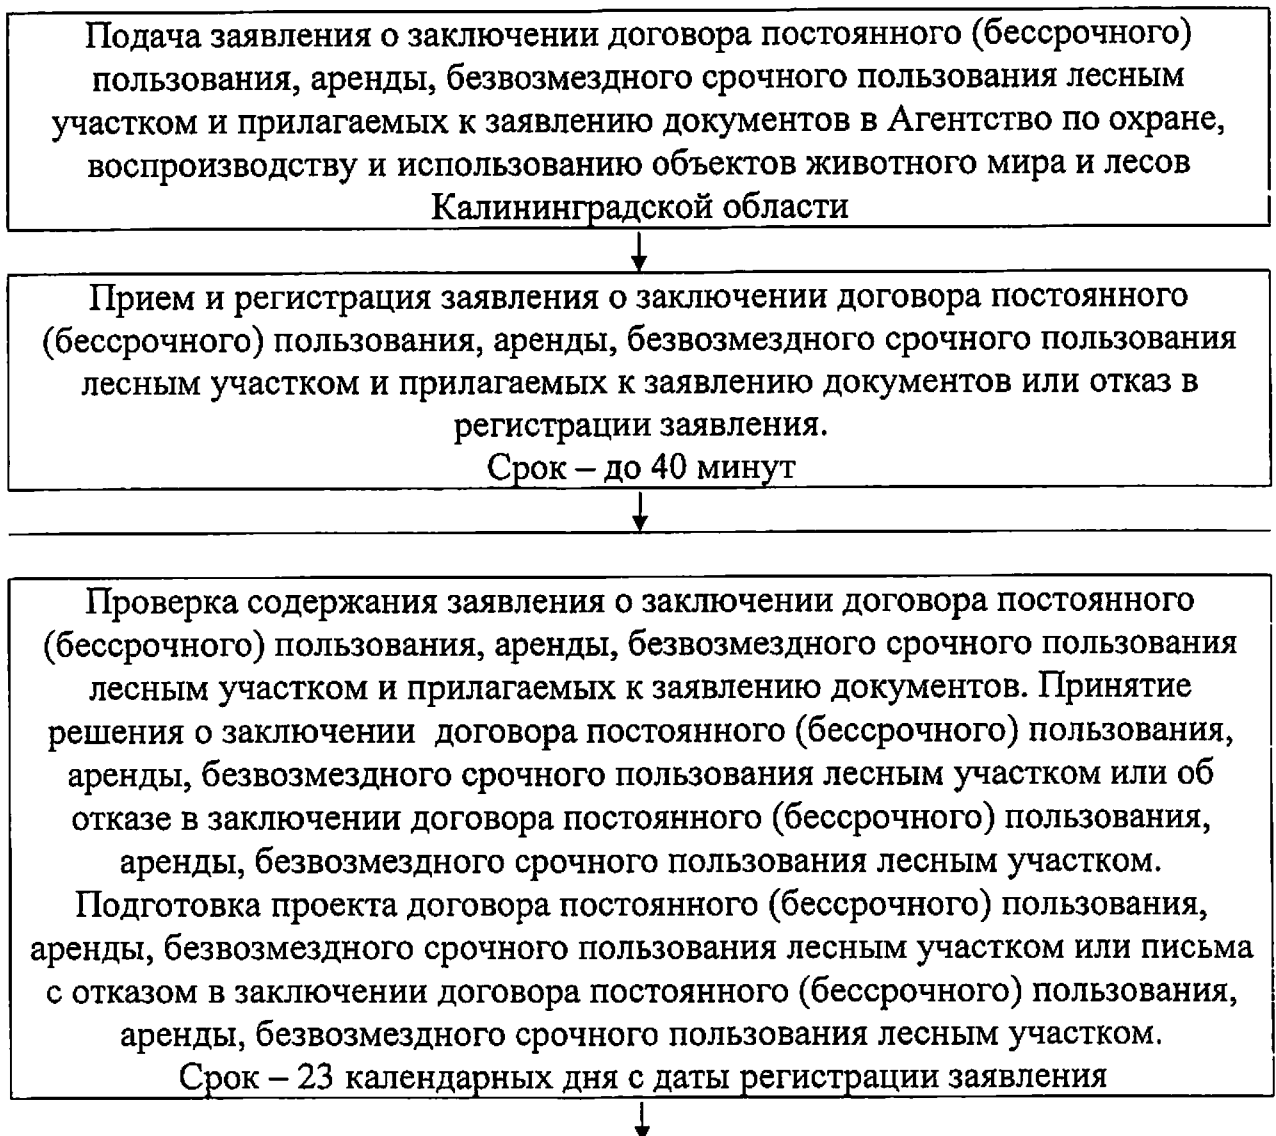 Подача заявления о заключении договора постоянного (бессрочного)
пользования, аренды, безвозмездного срочного пользования лесным
участком и прилагаемых к заявлению документов в Агентство по охране,
воспроизводству и использованию объектов животного мира и лесов
Калининградской области
Прием и регистрация заявления о заключении договора постоянного
(бессрочного) пользования, аренды, безвозмездного срочного пользования
лесным участком и прилагаемых к заявлению документов или отказ в
регистрации заявления.
Срок – до 40 минут
Проверка содержания заявления о заключении договора постоянного
(бессрочного) пользования, аренды, безвозмездного срочного пользования
лесным участком и прилагаемых к заявлению документов. Принятие
решения о заключении договора постоянного (бессрочного) пользования,
аренды, безвозмездного срочного пользования лесным участком или об
отказе в заключении договора постоянного (бессрочного) пользования,
аренды, безвозмездного срочного пользования лесным участком.
Подготовка проекта договора постоянного (бессрочного) пользования,
аренды, безвозмездного срочного пользования лесным участком или письма
с отказом в заключении договора постоянного (бессрочного) пользования,
аренды, безвозмездного срочного пользования лесным участком.
Срок – 23 календарных дня с даты регистрации заявления